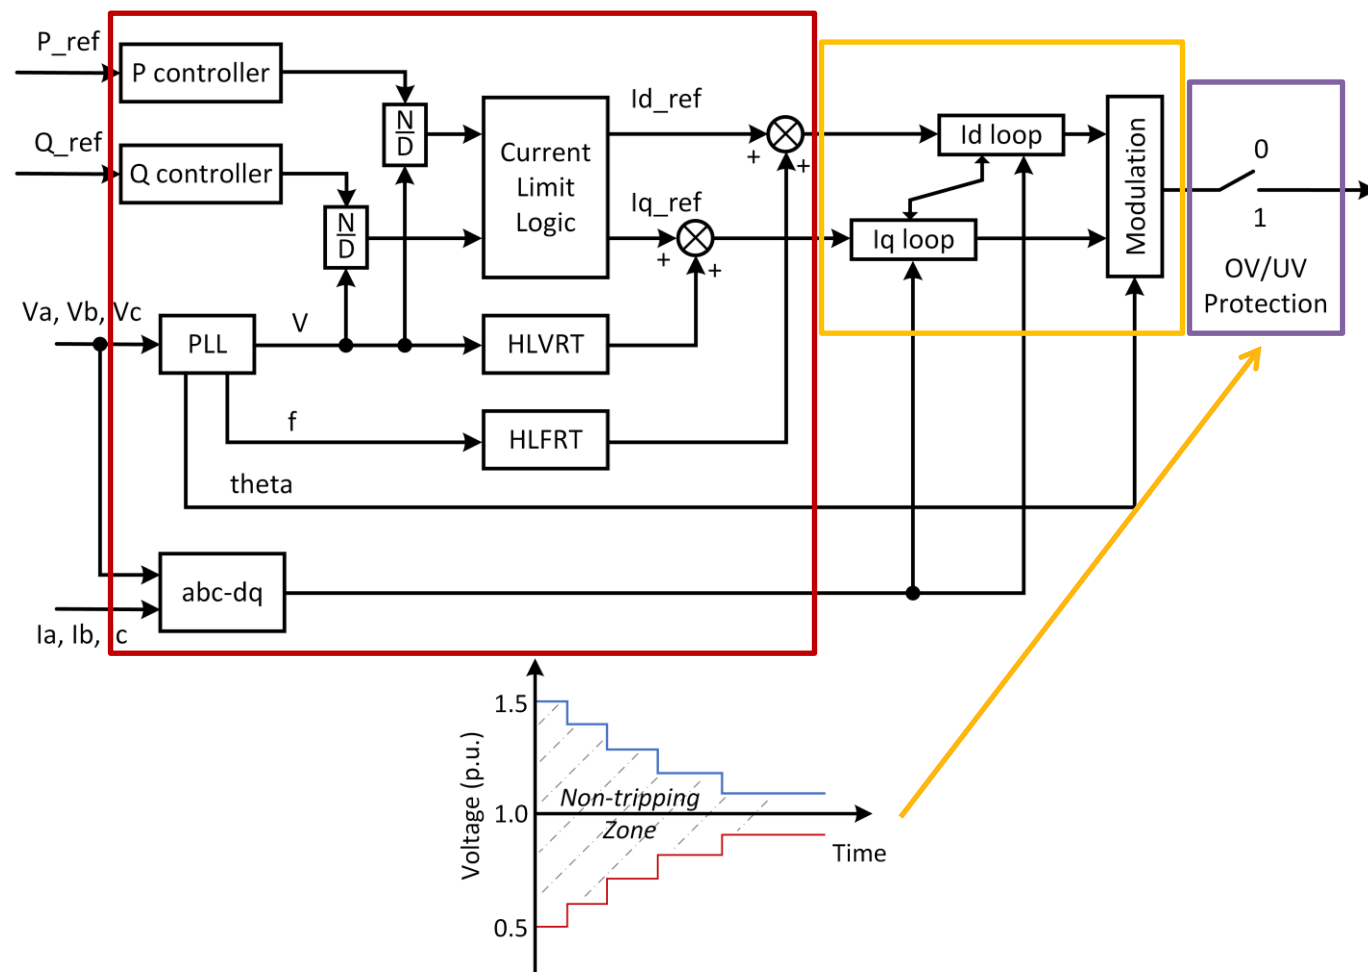 P_ref
P controller
N
D
Q_ref
Q controller
N
D
Current
Limit
Logic
Id_ref
+
+
Iq_ref
+
+
Id loop
Iq loop
Modulation
0
1
OV/UV
Protection
Va, Vb, Vc
PLL
V
HLVRT
f
HLFRT
theta
abc-dq
Ia, Ib, c
Voltage (p.u.)
1.5
1.0
0.5
Non-tripping
Zone
Time